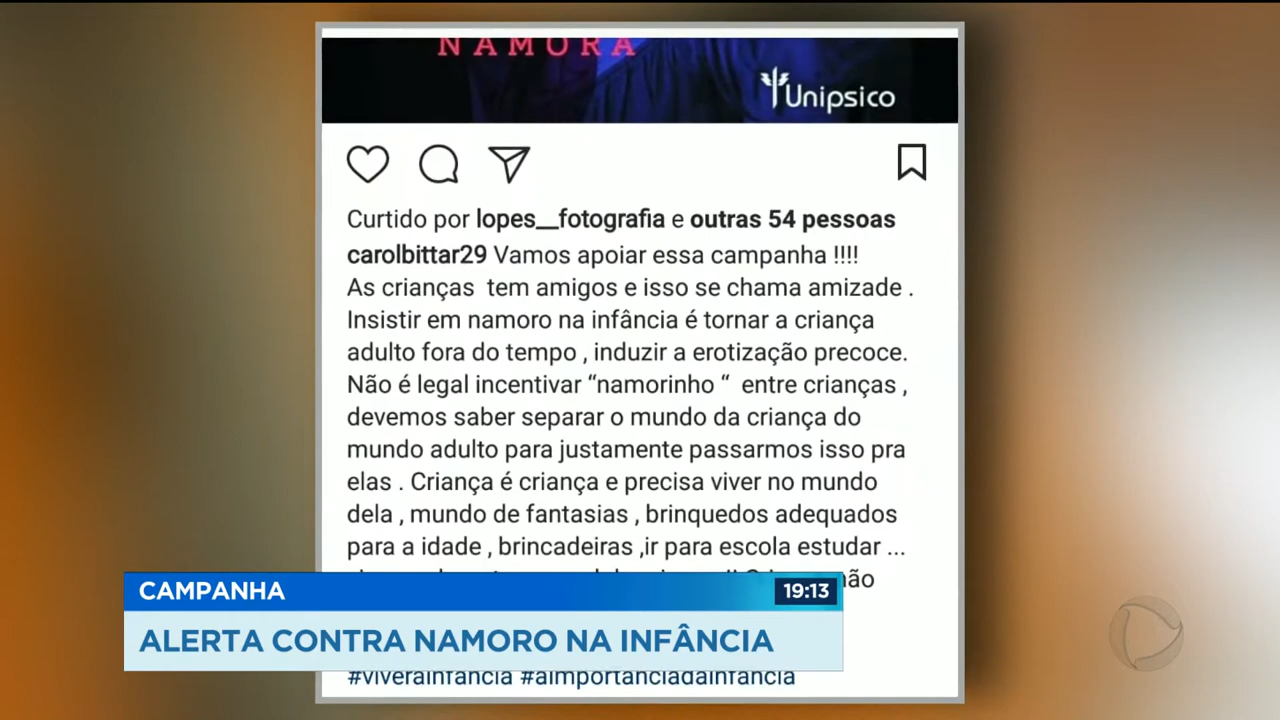 NAMORA
Unipsico
Curtido por lopes__fotografia e outras 54 pessoas
carolbittar29 Vamos apoiar essa campanha !!!!
As crianças tem amigos e isso se chama amizade .
Insistir em namoro na infância é tornar a criança
adulto fora do tempo , induzir a erotização precoce.
Não é legal incentivar “namorinho “ entre crianças ,
devemos saber separar o mundo da criança do
mundo adulto para justamente passarmos isso pra
elas . Criança é criança e precisa viver no mundo
dela , mundo de fantasias , brinquedos adequados
para a idade , brincadeiras ,ir para escola estudar ...
não
CAMPANHA
19:13
ALERTA CONTRA NAMORO NA INFÂNCIA
#viverainfancia #aimportanciadainfancia